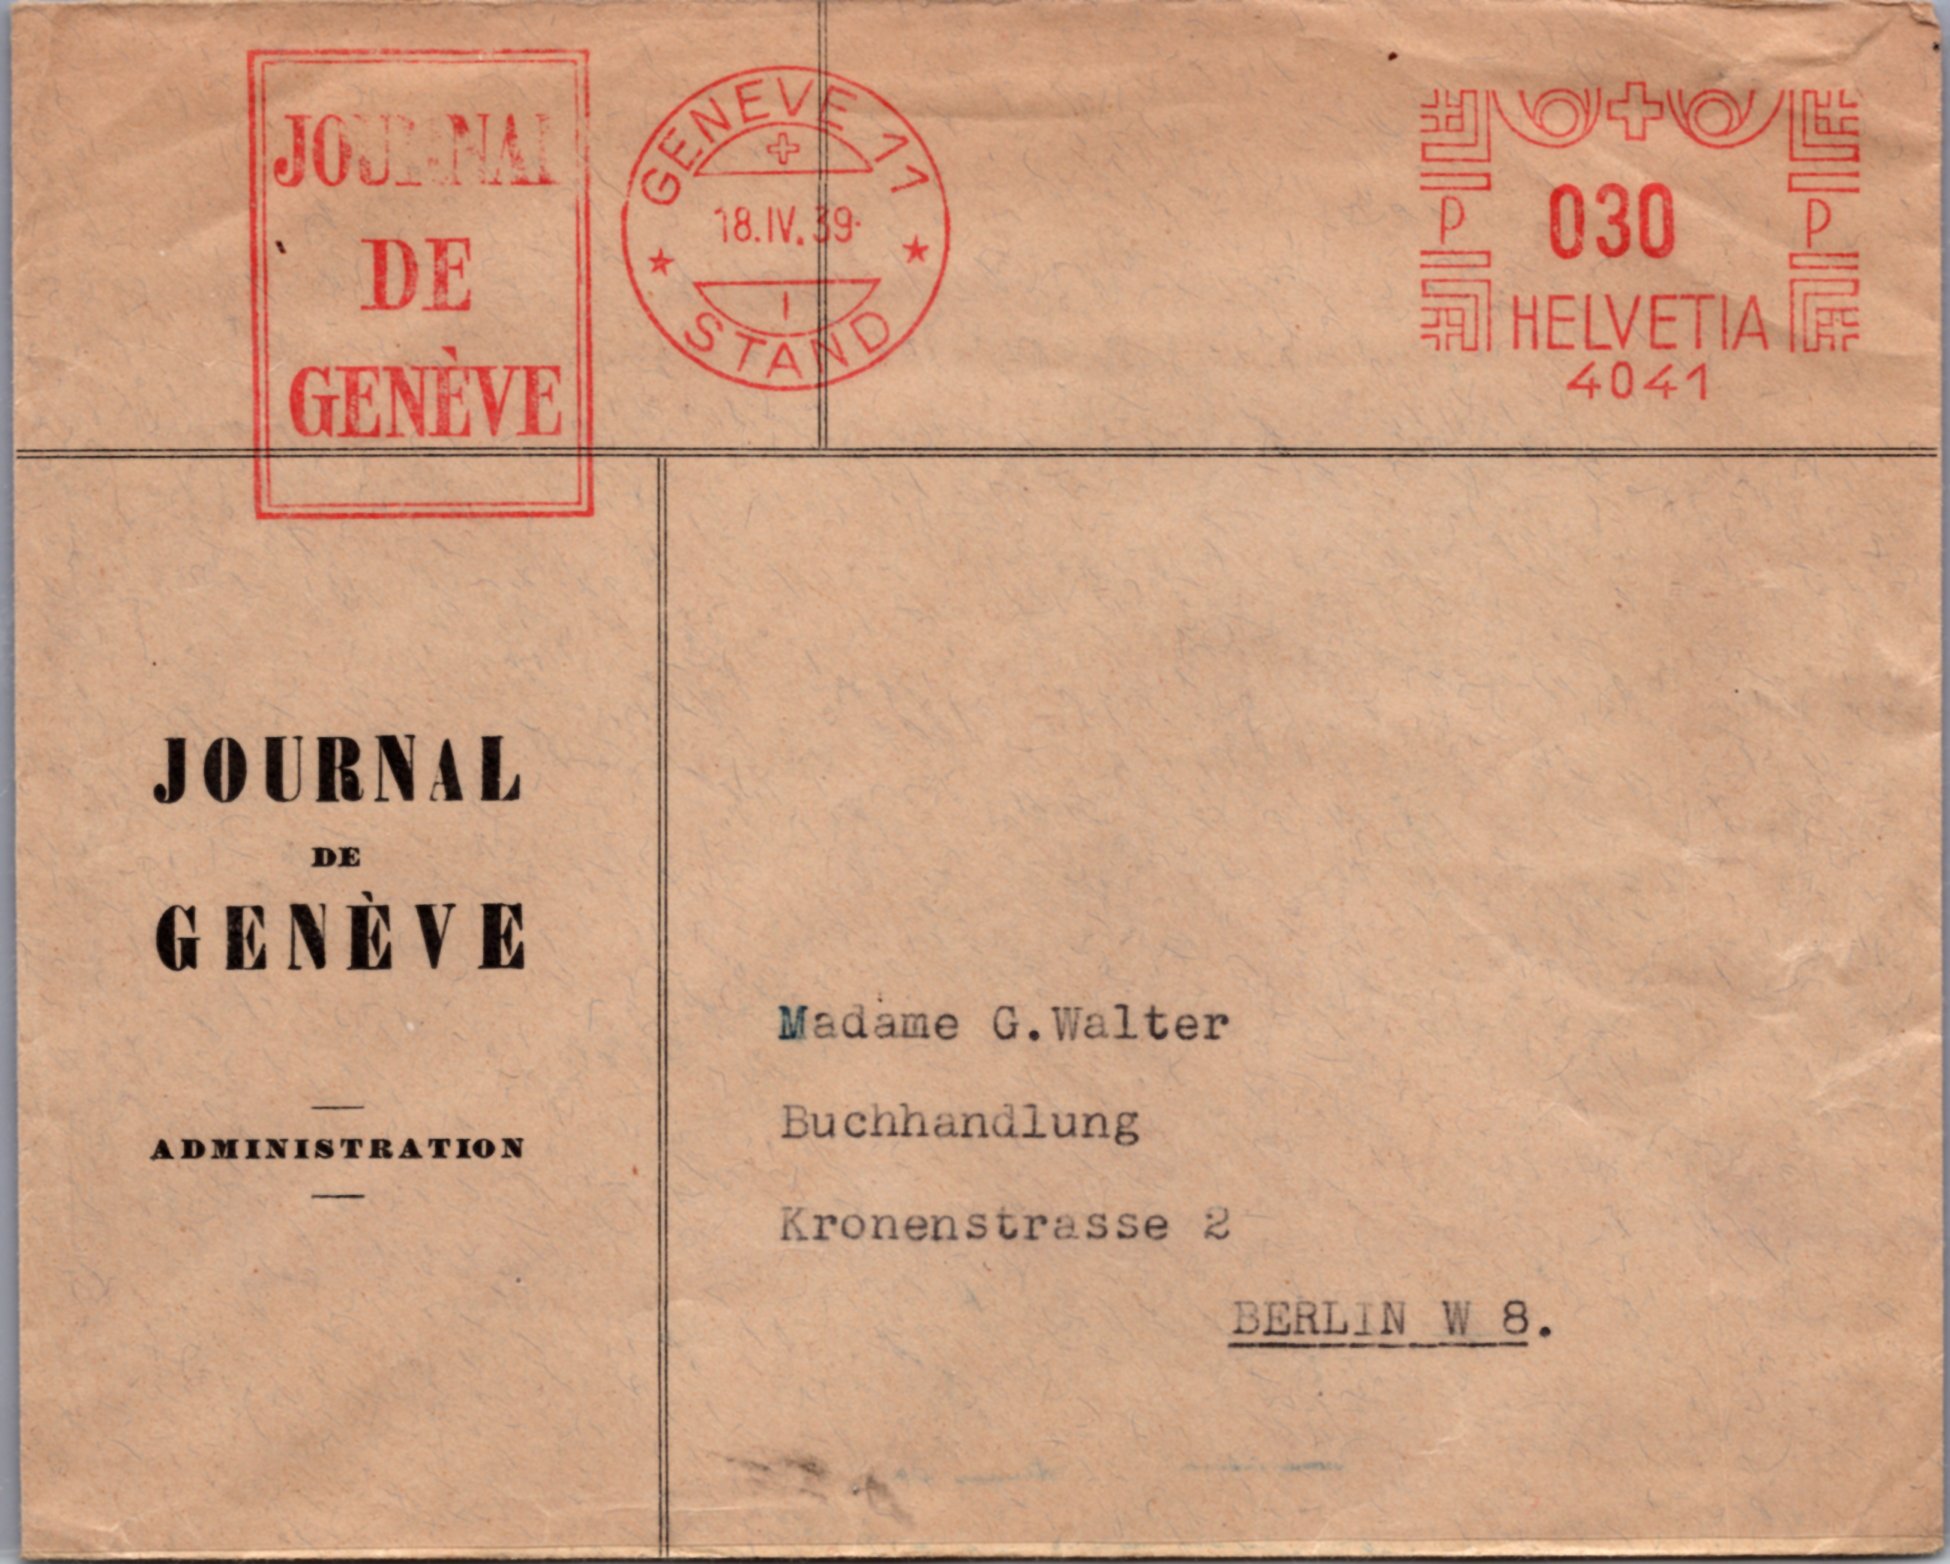 JOURNAL
DE
GENÈVE
GENEVE 11
18.IV.39
STAND
P 030 P
HELVETIA
4041
JOURNAL
DE
GENÈVE
ADMINISTRATION
Madame G.Walter
Buchhandlung
Kronenstrasse 2
BERLIN W 8.